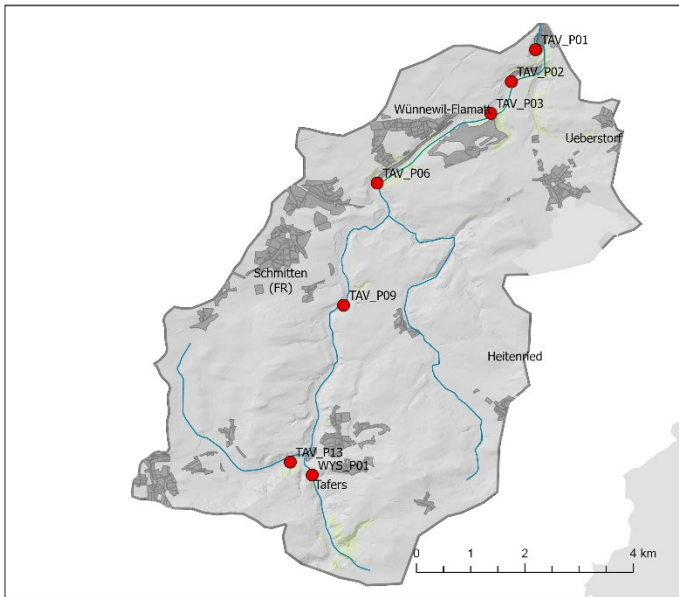 TAV_P01
TAV_P02
TAV_P03
Wünnewil-Flamatt
Ueberstorf
TAV_P06
Schmitten
(FR)
TAV_P09
Heitenried
TAV_P13
WYS_P01
Tafers
0 1 2 4 km